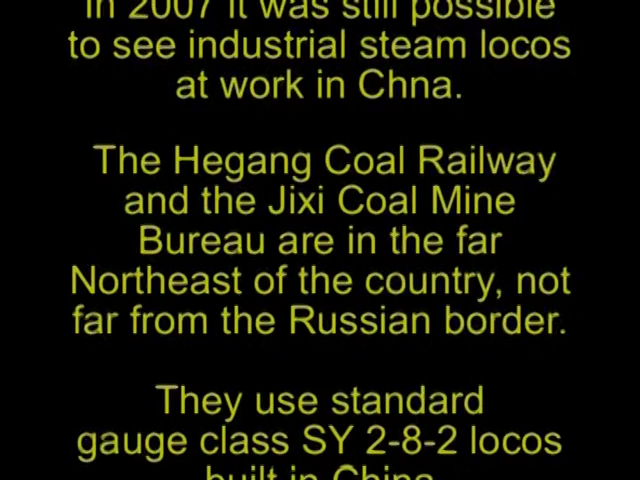 In 2007 it was still possible
to see industrial steam locos
at work in Chna.
The Hegang Coal Railway
and the Jixi Coal Mine
Bureau are in the far
Northeast of the country, not
far from the Russian border.
They use standard
gauge class SY 2-8-2 locos
built in China